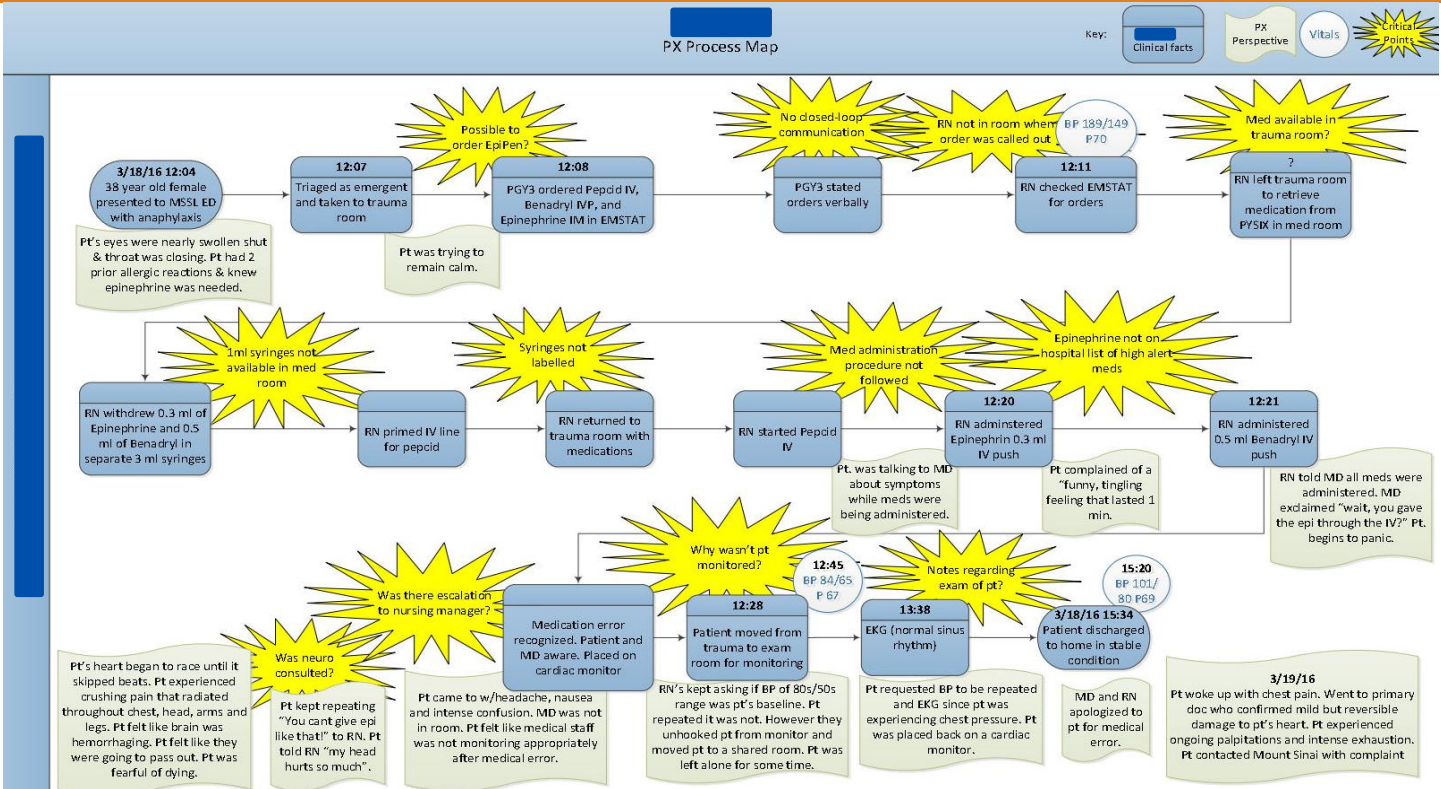 PX Process Map
Key:
Clinical facts
PX
Perspective
Vitals
Critical
Points
Possible to
order EpiPen?
No closed-loop
communication
RN not in room when
order was called out
BP 189/149
P70
Med available in
trauma room?
3/18/16 12:04
38 year old female
presented to MSSL ED
with anaphylaxis
12:07
Triaged as emergent
and taken to trauma
room
12:08
PGY3 ordered Pepcid IV,
Benadryl IVP, and
Epinephrine IM in EMSTAT
PGY3 stated
orders verbally
12:11
RN checked EMSTAT
for orders
?
RN left trauma room
to retrieve
medication from
PYSIX in med room
Pt's eyes were nearly swollen shut
& throat was closing. Pt had 2
prior allergic reactions & knew
epinephrine was needed.
Pt was trying to
remain calm.
1ml syringes not
available in med
room
Syringes not
labelled
Med administration
procedure not
followed
Epinephrine not on
hospital list of high alert
meds
RN withdrew 0.3 ml of
Epinephrine and 0.5
ml of Benadryl in
separate 3 ml syringes
RN primed IV line
for pepcid
RN returned to
trauma room with
medications
RN started Pepcid
IV
12:20
RN adminstered
Epinephrin 0.3 ml
IV push
12:21
RN administered
0.5 ml Benadryl IV
push
Pt. was talking to MD
about symptoms
while meds were
being administered.
Pt complained of a
"funny, tingling
feeling that lasted 1
min.
RN told MD all meds were
administered. MD
exclaimed "wait, you gave
the epi through the IV?" Pt.
begins to panic.
Was neuro
consulted?
Was there escalation
to nursing manager?
Why wasn't pt
monitored?
12:45
BP 84/65
P 67
Notes regarding
exam of pt?
15:20
BP 101/
80 P69
Medication error
recognized. Patient and
MD aware. Placed on
cardiac monitor
12:28
Patient moved from
trauma to exam
room for monitoring
13:38
EKG (normal sinus
rhythm)
3/18/16 15:34
Patient discharged
to home in stable
condition
Pt's heart began to race until it
skipped beats. Pt experienced
crushing pain that radiated
throughout chest, head, arms and
legs. Pt felt like brain was
hemorrhaging. Pt felt like they
were going to pass out. Pt was
fearful of dying.
Pt kept repeating
"You cant give epi
like that!" to RN. Pt
told RN "my head
hurts so much".
Pt came to w/headache, nausea
and intense confusion. MD was not
in room. Pt felt like medical staff
was not monitoring appropriately
after medical error.
RN's kept asking if BP of 80s/50s
range was pt's baseline. Pt
repeated it was not. However they
unhooked pt from monitor and
moved pt to a shared room. Pt was
left alone for some time.
Pt requested BP to be repeated
and EKG since pt was
experiencing chest pressure. Pt
was placed back on a cardiac
monitor.
MD and RN
apologized to
pt for medical
error.
3/19/16
Pt woke up with chest pain. Went to primary
doc who confirmed mild but reversible
damage to pt's heart. Pt experienced
ongoing palpitations and intense exhaustion.
Pt contacted Mount Sinai with complaint